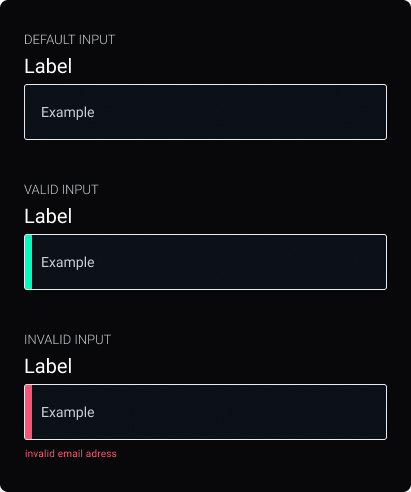 DEFAULT INPUT
Label
Example
VALID INPUT
Label
Example
INVALID INPUT
Label
Example
invalid email adress